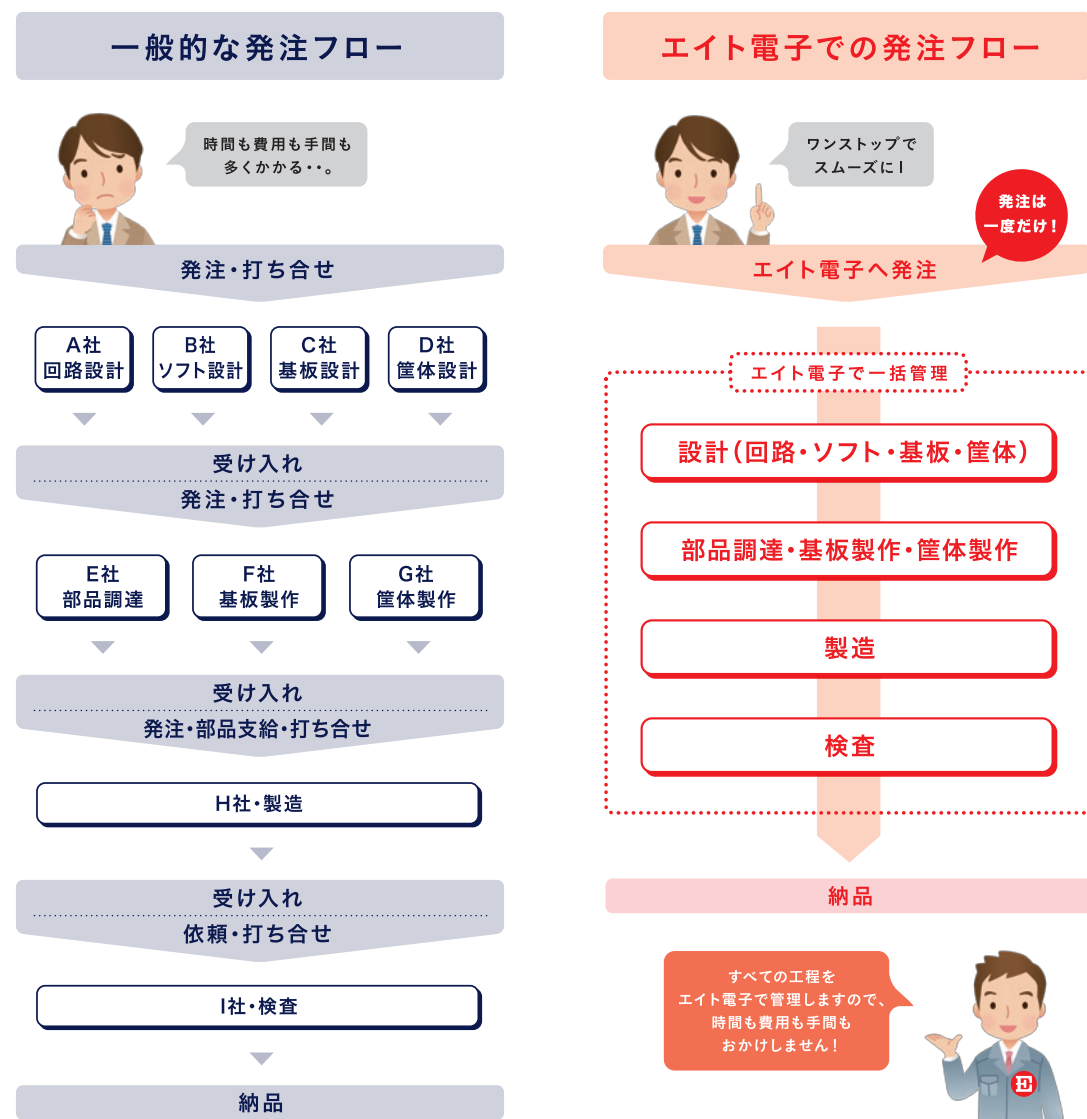 一般的な発注フロー
時間も費用も手間も
多くかかる・・。
発注・打ち合せ
A社
回路設計
B社
ソフト設計
C社
基板設計
D社
筐体設計
受け入れ
発注・打ち合せ
E社
部品調達
F社
基板製作
G社
筐体製作
受け入れ
発注・部品支給・打ち合せ
H社・製造
受け入れ
依頼・打ち合せ
I社・検査
納品
エイト電子での発注フロー
ワンストップで
スムーズに！
発注は
一度だけ！
エイト電子へ発注
エイト電子で一括管理
設計（回路・ソフト・基板・筐体）
部品調達・基板製作・筐体製作
製造
検査
納品
すべての工程を
エイト電子で管理しますので、
時間も費用も手間も
おかけしません！